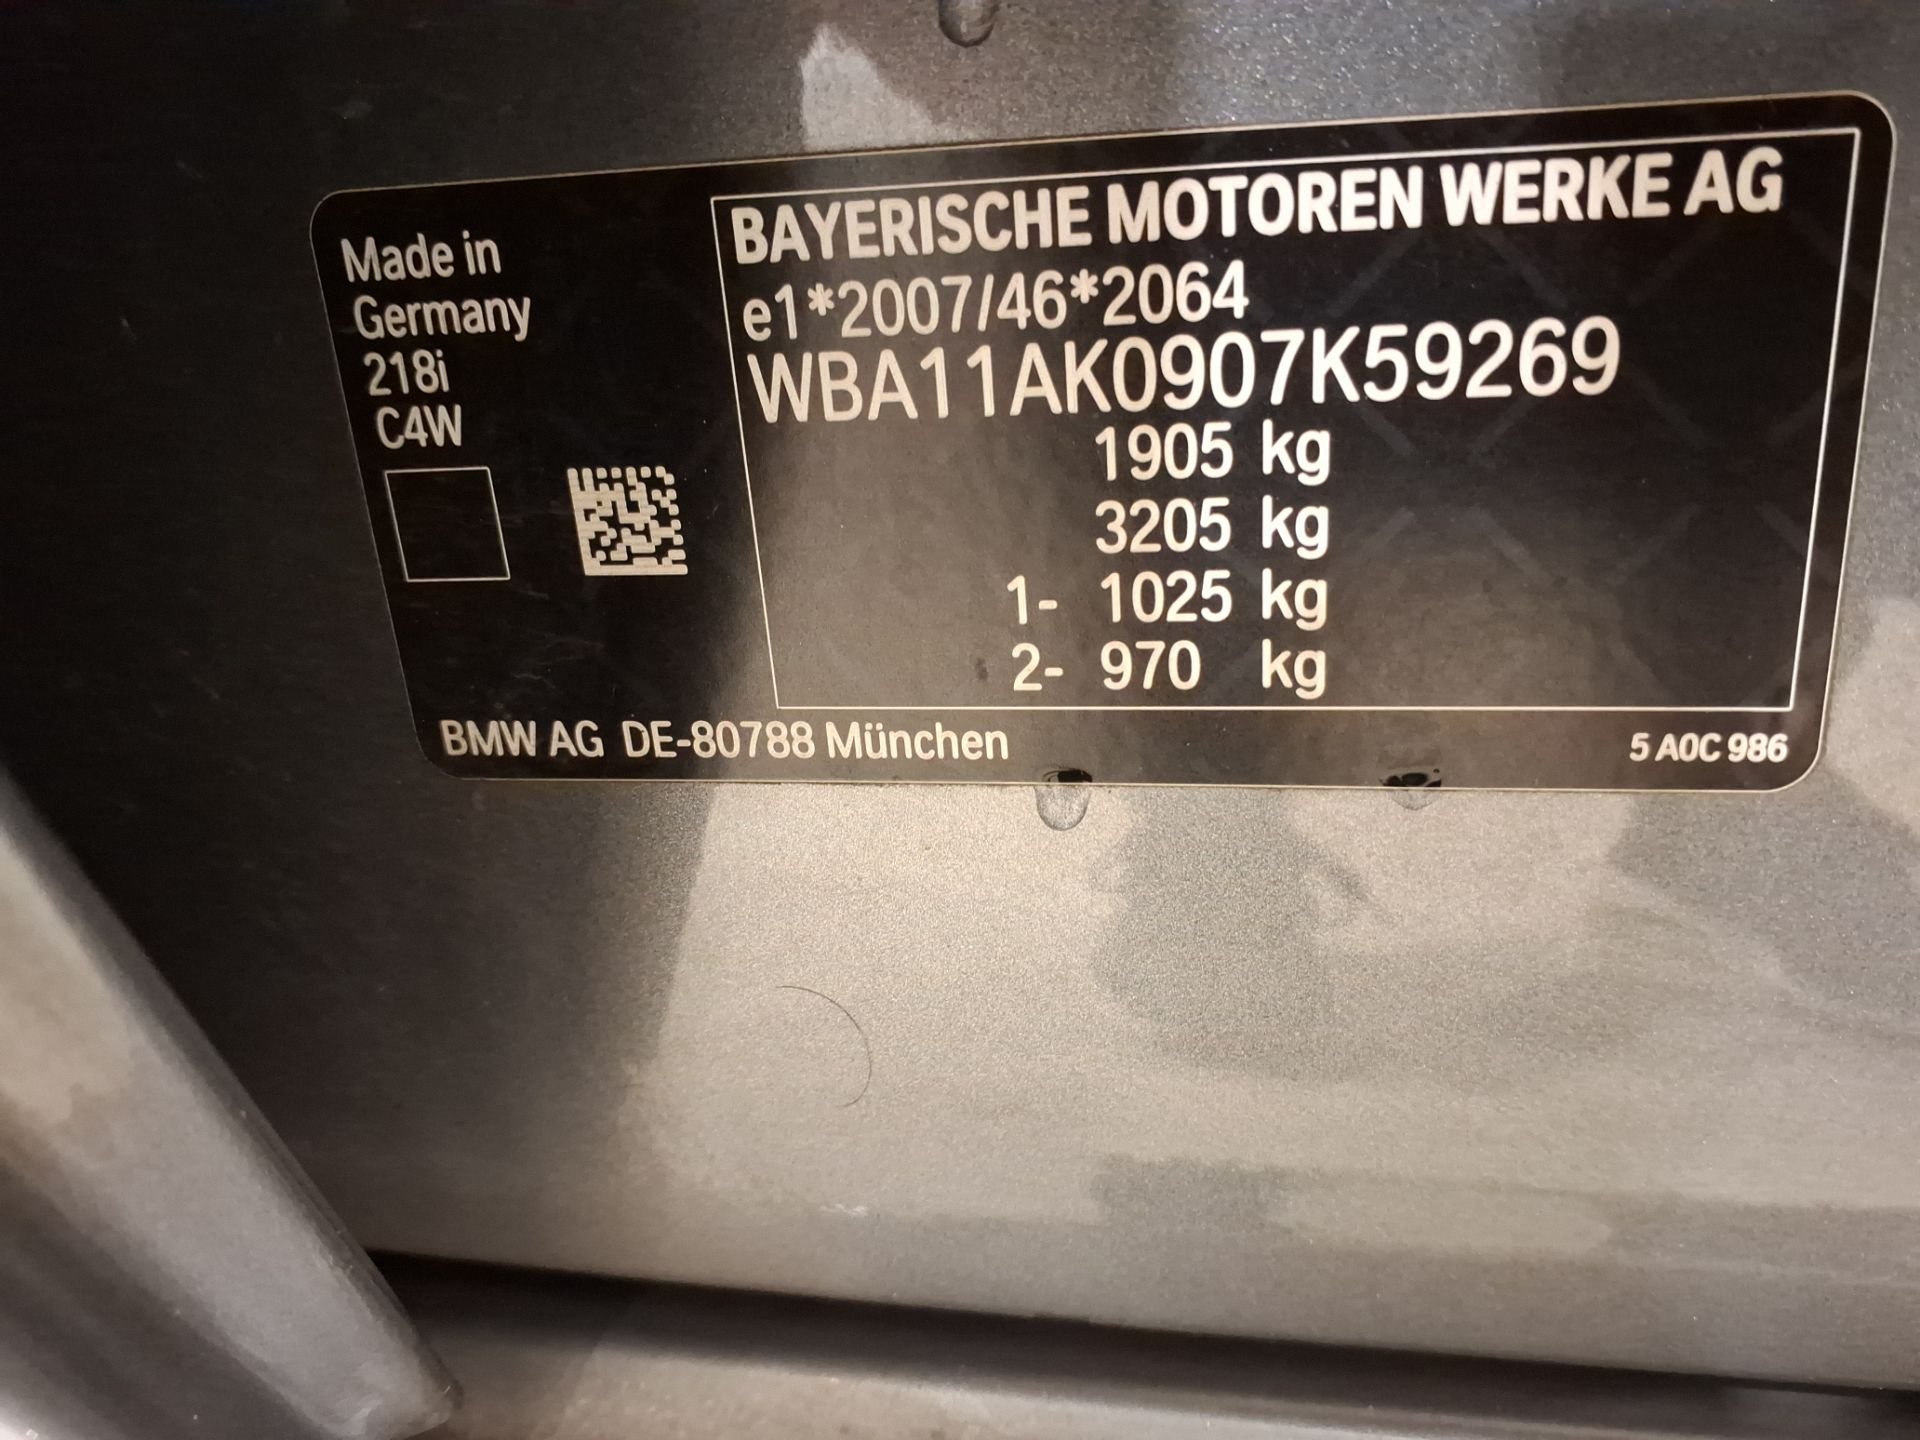 Made in
Germany
218i
C4W
BAYERISCHE MOTOREN WERKE AG
e1*2007/46*2064
WBA11AK0907K59269
1905 kg
3205 kg
1- 1025 kg
2- 970 kg
BMW AG DE-80788 München
5 A0C 986